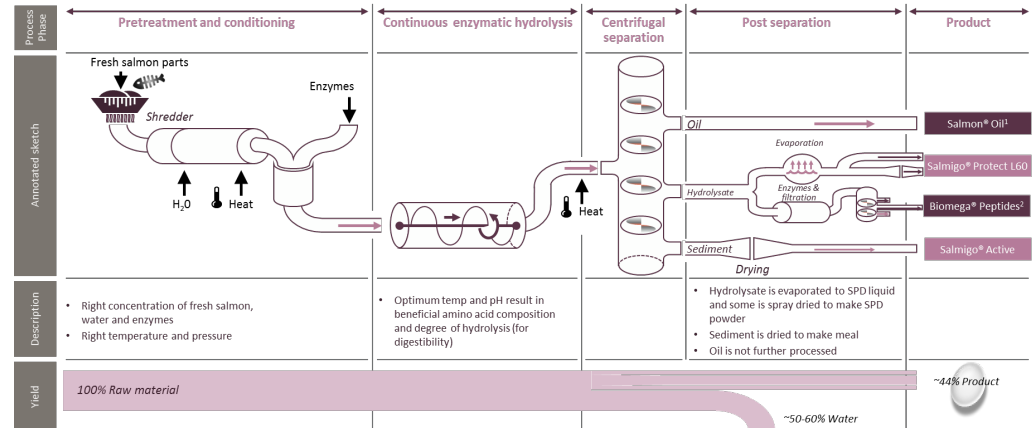 Process
Phase
Pretreatment and conditioning
Continuous enzymatic hydrolysis
Centrifugal
separation
Post separation
Product
Annotated sketch
Fresh salmon parts
Shredder
Enzymes
H20
Heat
Heat
Oil
Hydrolysate
Sediment
Evaporation
Enzymes &
filtration
Drying
Salmon® Oil1
Salmigo® Protect L60
Biomega® Peptides2
Salmigo® Active
Description
• Right concentration of fresh salmon,
water and enzymes
• Right temperature and pressure
• Optimum temp and pH result in
beneficial amino acid composition
and degree of hydrolysis (for
digestibility)
• Hydrolysate is evaporated to SPD liquid
and some is spray dried to make SPD
powder
• Sediment is dried to make meal
• Oil is not further processed
Yield
100% Raw material
~44% Product
~50-60% Water